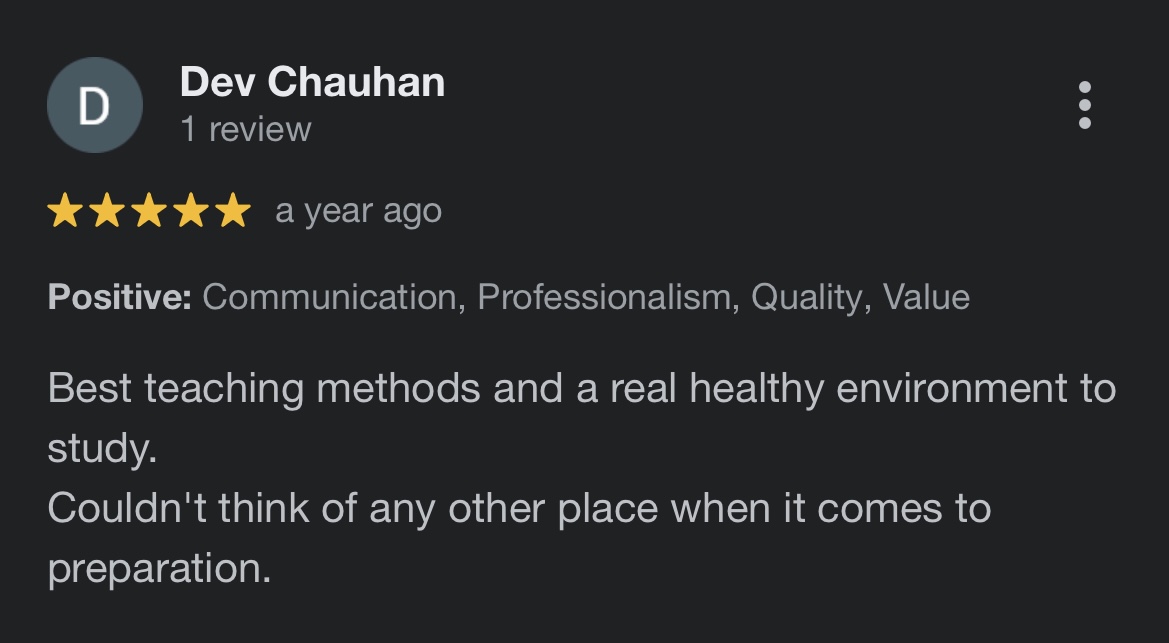 D
Dev Chauhan
1 review
a year ago
Positive: Communication, Professionalism, Quality, Value
Best teaching methods and a real healthy environment to
study.
Couldn't think of any other place when it comes to
preparation.